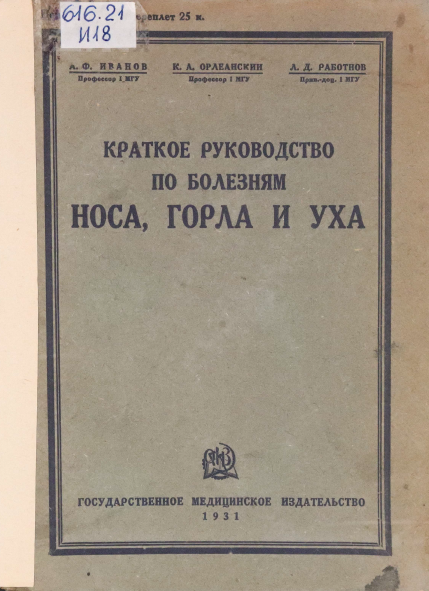 616.21
И18
переплет 25 к.
А. Ф. ИВАНОВ
Профессор I МГУ
К. А. ОРЛЕАНСКИЙ
Профессор I МГУ
Л. Д. РАБОТНОВ
Прив.-доц. I МГУ
КРАТКОЕ РУКОВОДСТВО
ПО БОЛЕЗНЯМ
НОСА, ГОРЛА И УХА
ГОСУДАРСТВЕННОЕ МЕДИЦИНСКОЕ ИЗДАТЕЛЬСТВО
1931